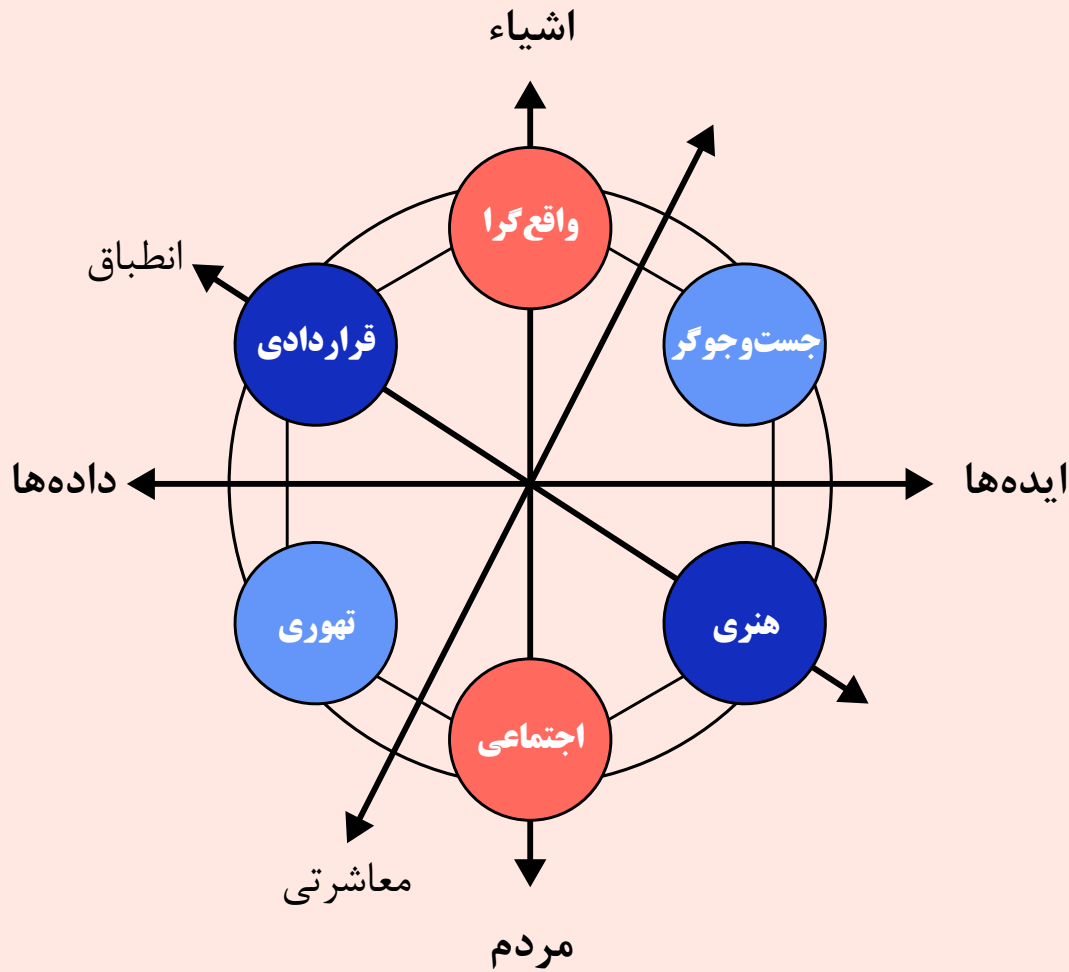 اشیاء
واقع‌گرا
انطباق
جست‌وجوگر
قراردادی
ایده‌ها
داده‌ها
هنری
تهوری
اجتماعی
معاشرتی
مردم